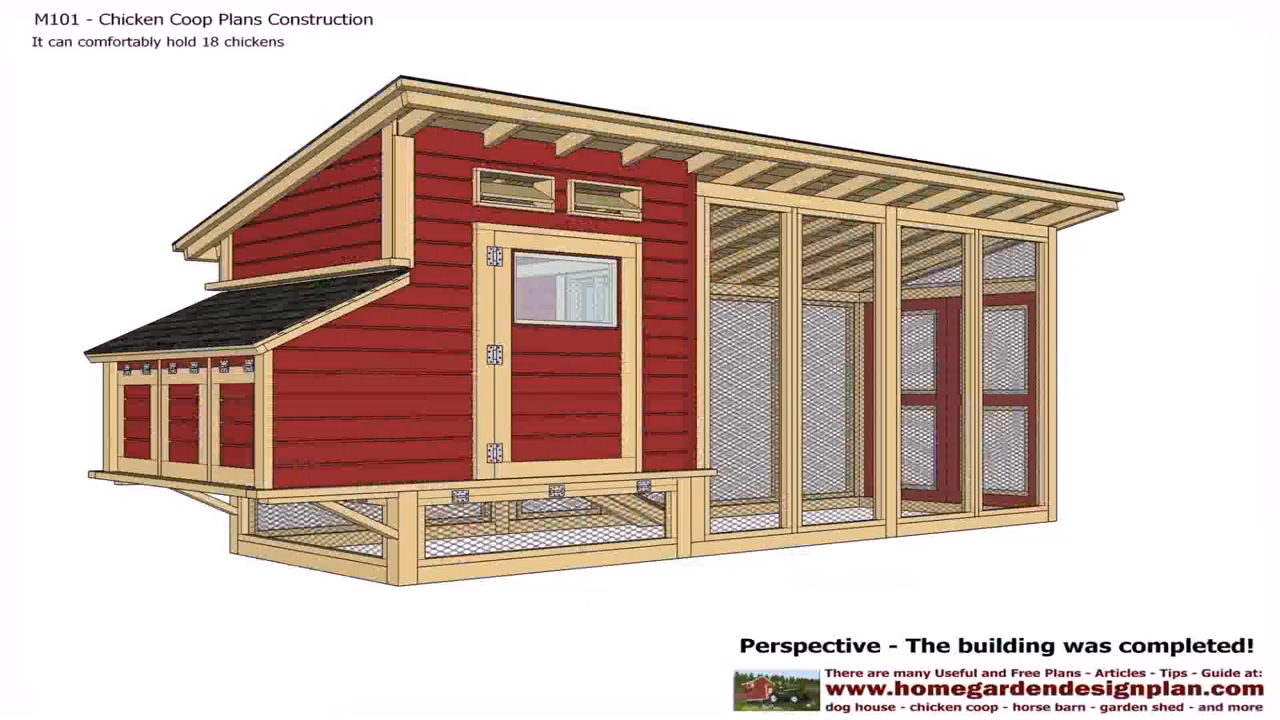 M101 - Chicken Coop Plans Construction
It can comfortably hold 18 chickens
Perspective - The building was completed!
There are many Useful and Free Plans - Articles - Tips - Guide at:
www.homegardendesignplan.com
dog house - chicken coop - horse barn - garden shed - and more